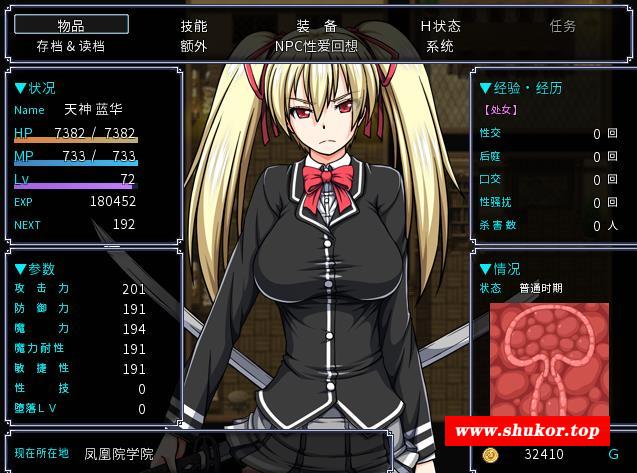 物品 技能 装 备 H状态 任务
存档 & 读档 额外 NPC性爱回想 系统
▼状况
Name 天神 蓝华
HP 7382 / 7382
MP 733 / 733
Lv 72
EXP 180452
NEXT 192
▼参数
攻 击 力 201
防 御 力 191
魔 力 194
魔力耐性 191
敏 捷 性 191
性 技 0
堕落LV 0
现在所在地 凤凰院学院
▼经验・经历
【处女】
性交 0 回
后庭 0 回
口交 0 回
性骚扰 0 回
杀害数 0 人
▼情况
状态 普通时期
www.shukor.top
32410 G